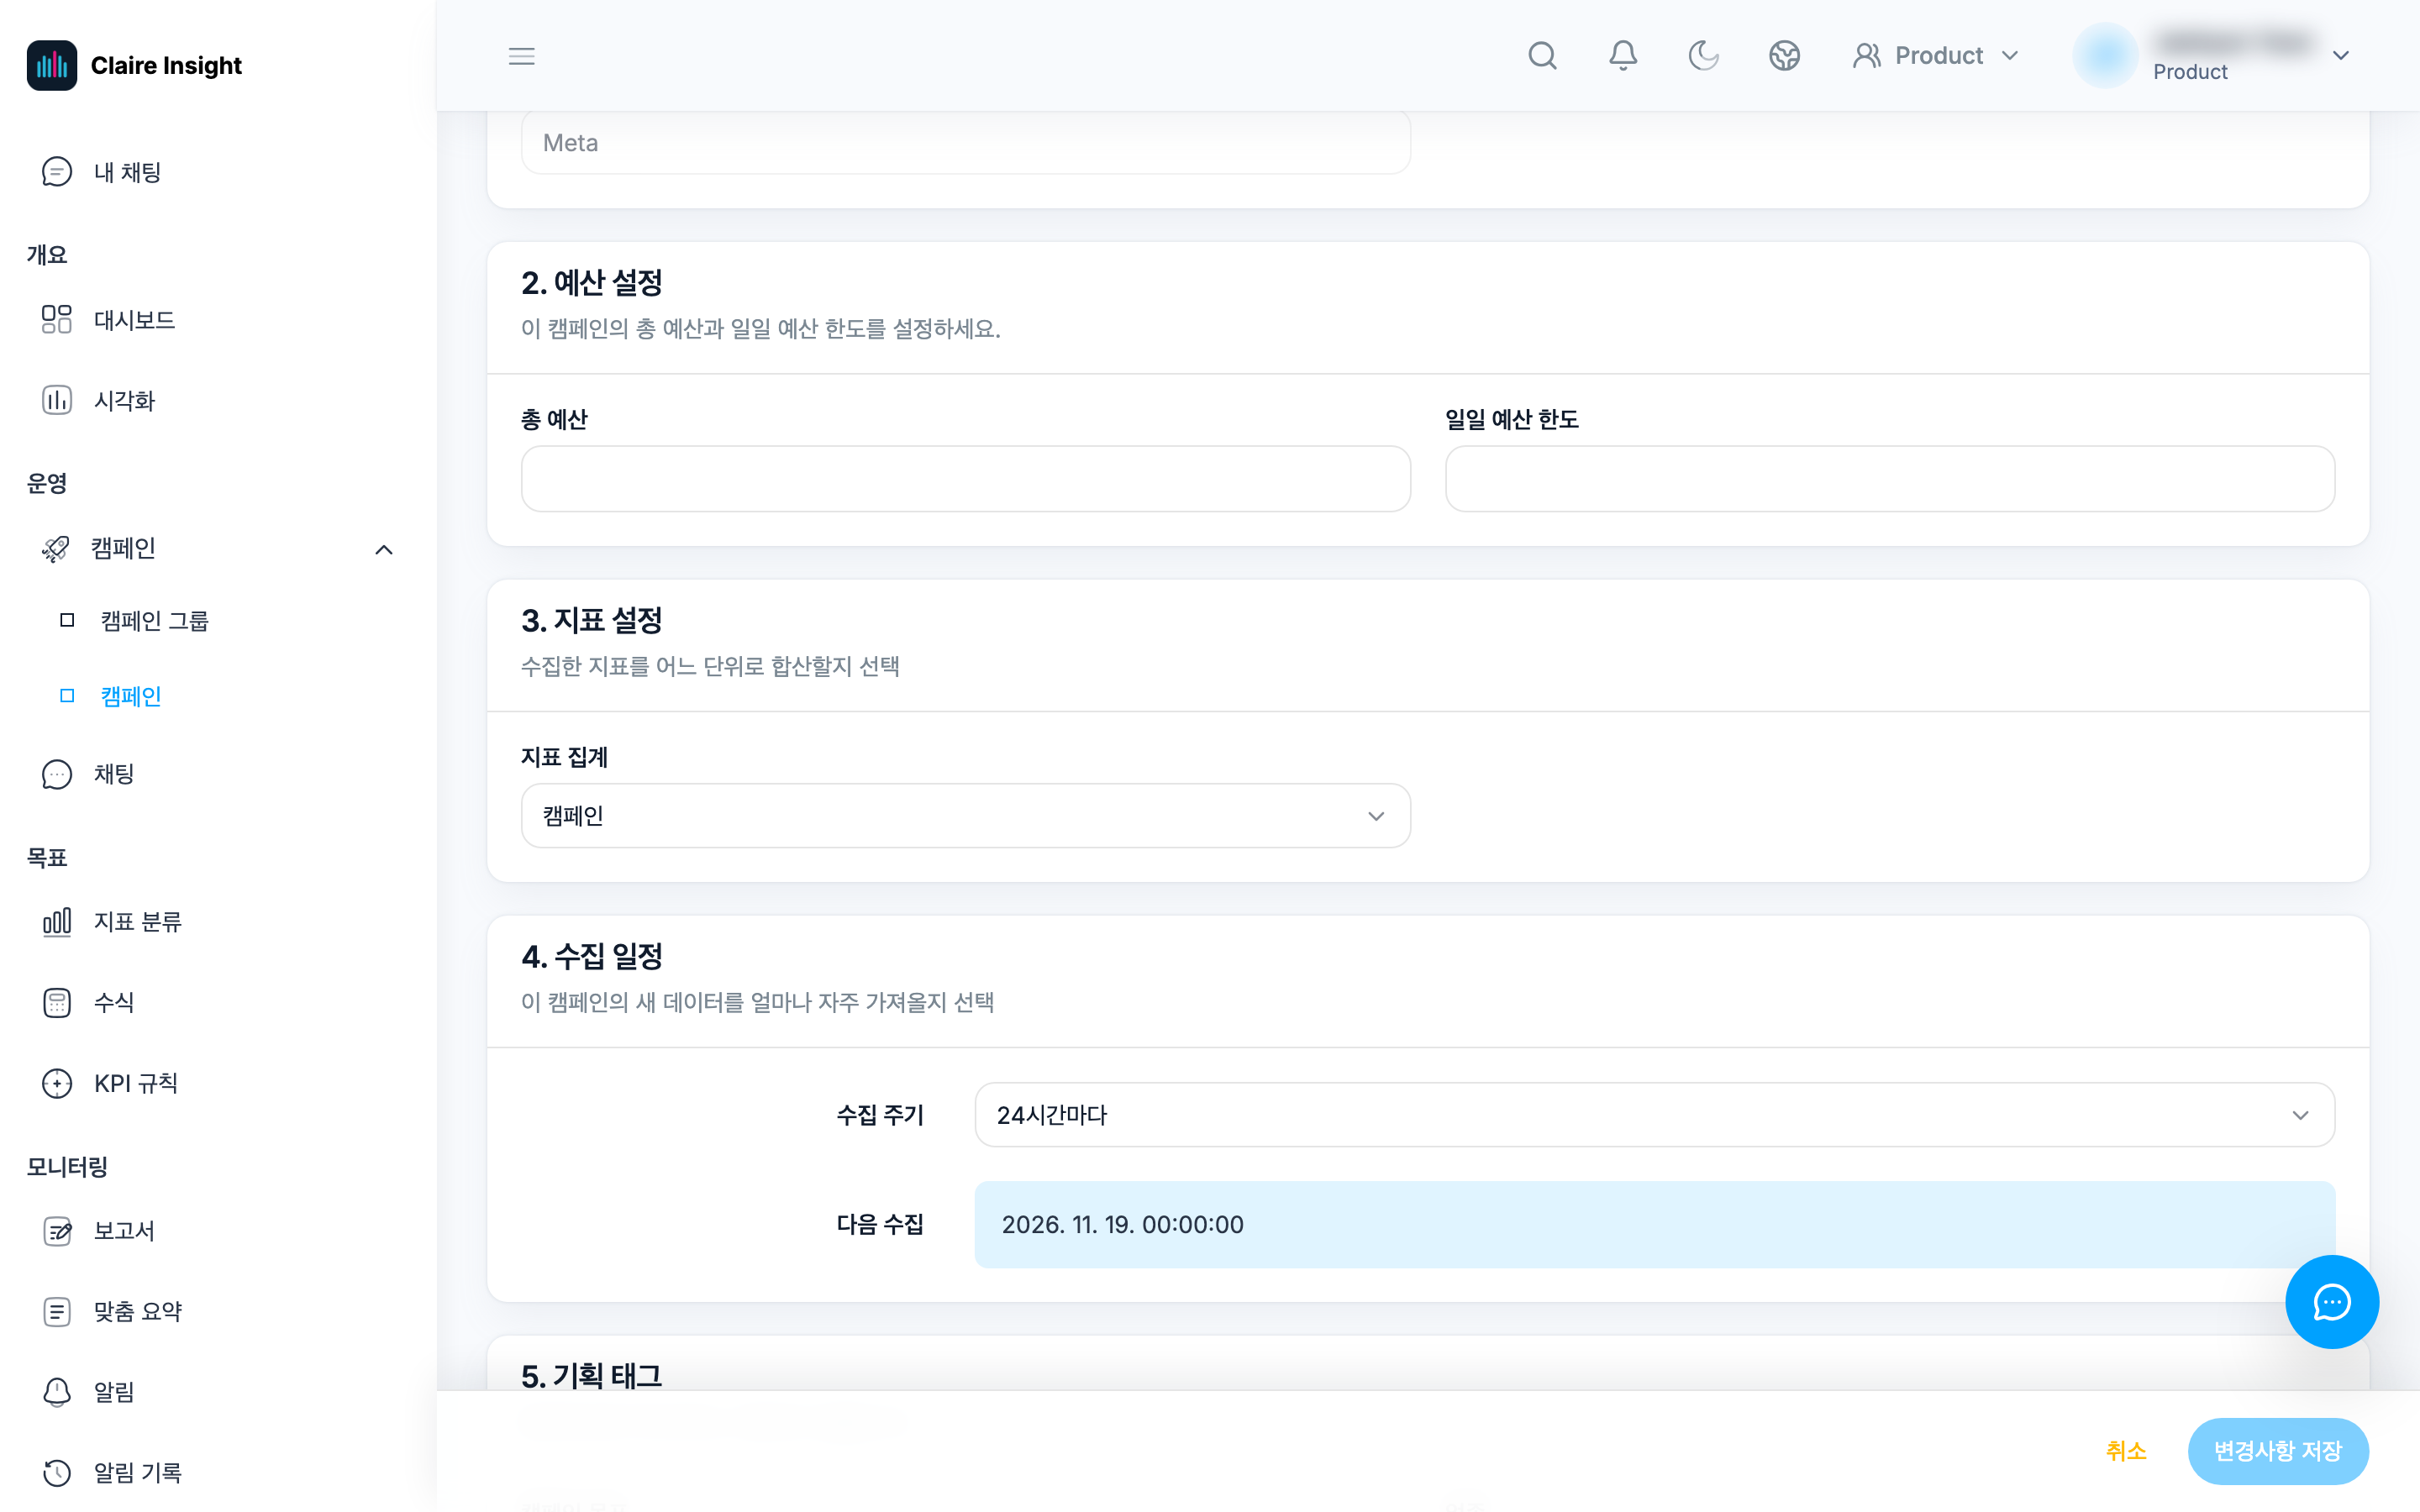 Claire Insight
내 채팅
개요
대시보드
시각화
운영
캠페인
캠페인 그룹
캠페인
채팅
목표
지표 분류
수식
KPI 규칙
모니터링
보고서
맞춤 요약
알림
알림 기록
Product
Product
Meta
2. 예산 설정
이 캠페인의 총 예산과 일일 예산 한도를 설정하세요.
총 예산
일일 예산 한도
3. 지표 설정
수집한 지표를 어느 단위로 합산할지 선택
지표 집계
캠페인
4. 수집 일정
이 캠페인의 새 데이터를 얼마나 자주 가져올지 선택
수집 주기
24시간마다
다음 수집
2026. 11. 19. 00:00:00
5. 기획 태그
취소
변경사항 저장